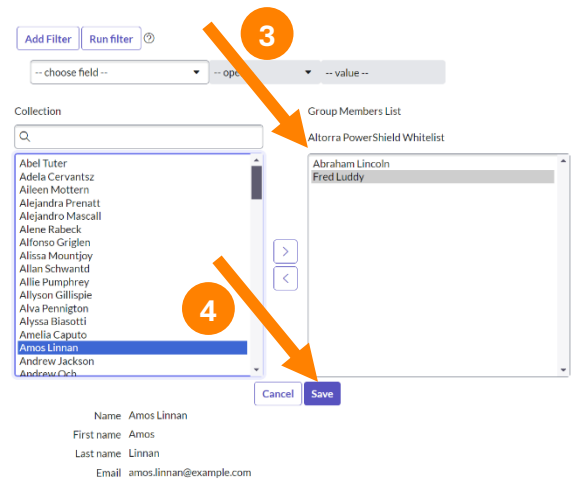 Add Filter Run filter
3
-- choose field -- -- value --
Collection
Group Members List
Altorra PowerShield Whitelist
Abel Tuter
Adela Cervantsz
Aileen Mottern
Alejandra Prenatt
Alejandro Mascall
Alene Rabeck
Alfonso Griglen
Alissa Mountjoy
Allan Schwantd
Allie Pumphrey
Allyson Gillispie
Alva Pennigton
Alyssa Biasotti
Amelia Caputo
Amos Linnan
Andrew Jackson
Andrew Och
Abraham Lincoln
Fred Luddy
>
<
4
Cancel Save
Name Amos Linnan
First name Amos
Last name Linnan
Email amos.linnan@example.com